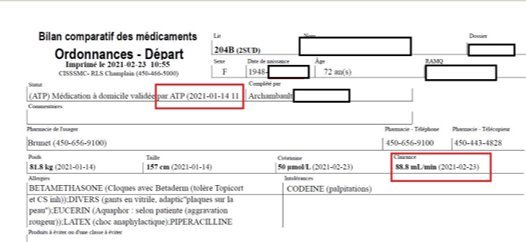 Bilan comparatif des médicaments
Ordonnances - Départ
Imprimé le 2021-02-23 10:55
CISSSMC- RLS Champlain (450-466-5000)
Lit
Nom
Dossier
204B (2SUD)
Sexe
Date de naissance
Âge
RAMQ
F
1948-
72 an(s)
Statut
Complétée par
(ATP) Médication à domicile validée par ATP (2021-01-14 11
Archambault
Commentaires
Pharmacie de l'usager
Pharmacie - Téléphone
Pharmacie - Télécopieur
Brunet (450-656-9100)
450-656-9100
450-443-4828
Poids
Taille
Créatinine
Clairance
81.8 kg (2021-01-14)
157 cm (2021-01-14)
50 µmol/L (2021-02-23)
88.8 mL/min (2021-02-23)
Allergies
Intolérances
BETAMETHASONE (Cloques avec Betaderm (tolère Topicort
CODEINE (palpitations)
et CS inh));DIVERS (gants en vitrile, adaptic"plaques sur la
peau");EUCERIN (Aquaphor : selon patiente (aggravation
rougeur));LATEX (choc anaphylactique);PIPERACILLINE
Produits à éviter ou d'une classe à éviter